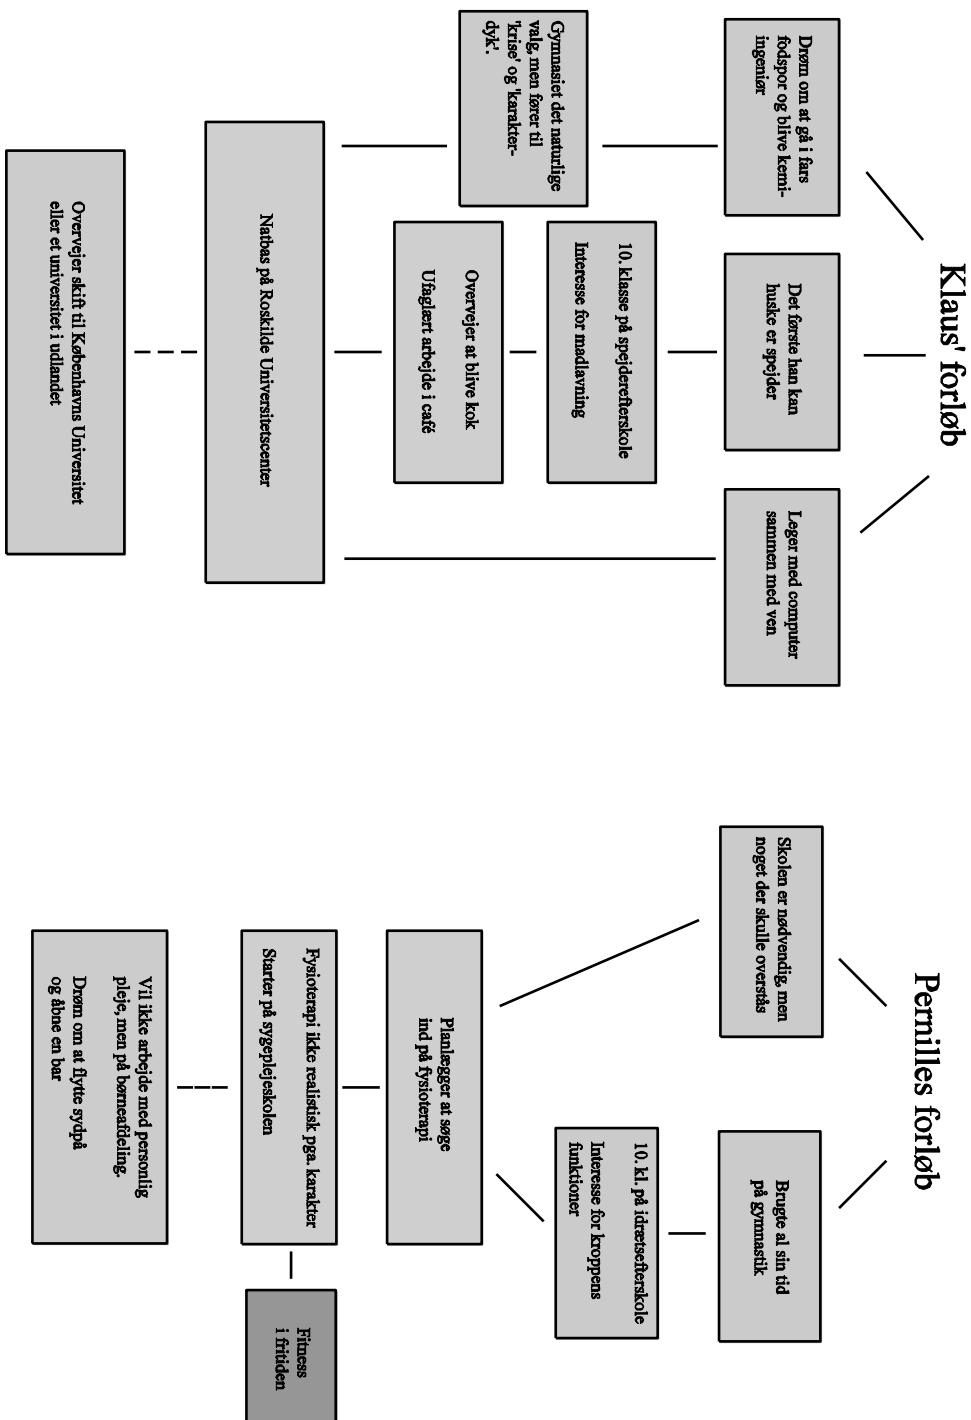 Klaus' forløb
Drøm om at gå i fars
fodspor og blive kemi-
ingeniør
Det første han kan
huske er spejder
Leger med computer
sammen med ven
Gymnasiet det naturlige
valg, men fører til
'krise' og 'karakter-
dyk'.
10. klasse på spejderefterskole
Interesse for madlavning
Overvejer at blive kok
Ufaglært arbejde i café
Natbas på Roskilde Universitetscenter
Overvejer skift til Københavns Universitet
eller et universitet i udlandet
Pernilles forløb
Skolen er nødvendig, men
noget der skulle overstås
Brugte al sin tid
på gymnastik
10. kl. på idrætsefterskole
Interesse for kroppens
funktioner
Planlægger at søge
ind på fysioterapi
Fysioterapi ikke realistisk pga. karakter
Starter på sygeplejeskolen
Fitness
i fritiden
Vil ikke arbejde med personlig
pleje, men på børneafdeling.
Drøm om at flytte sydpå
og åbne en bar